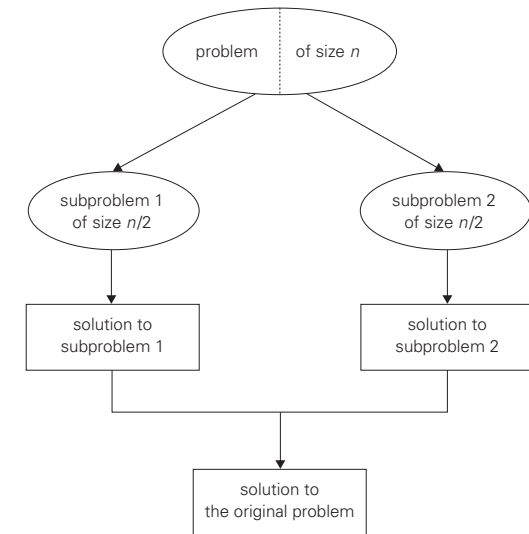 problem of size n
subproblem 1
of size n/2
subproblem 2
of size n/2
solution to
subproblem 1
solution to
subproblem 2
solution to
the original problem